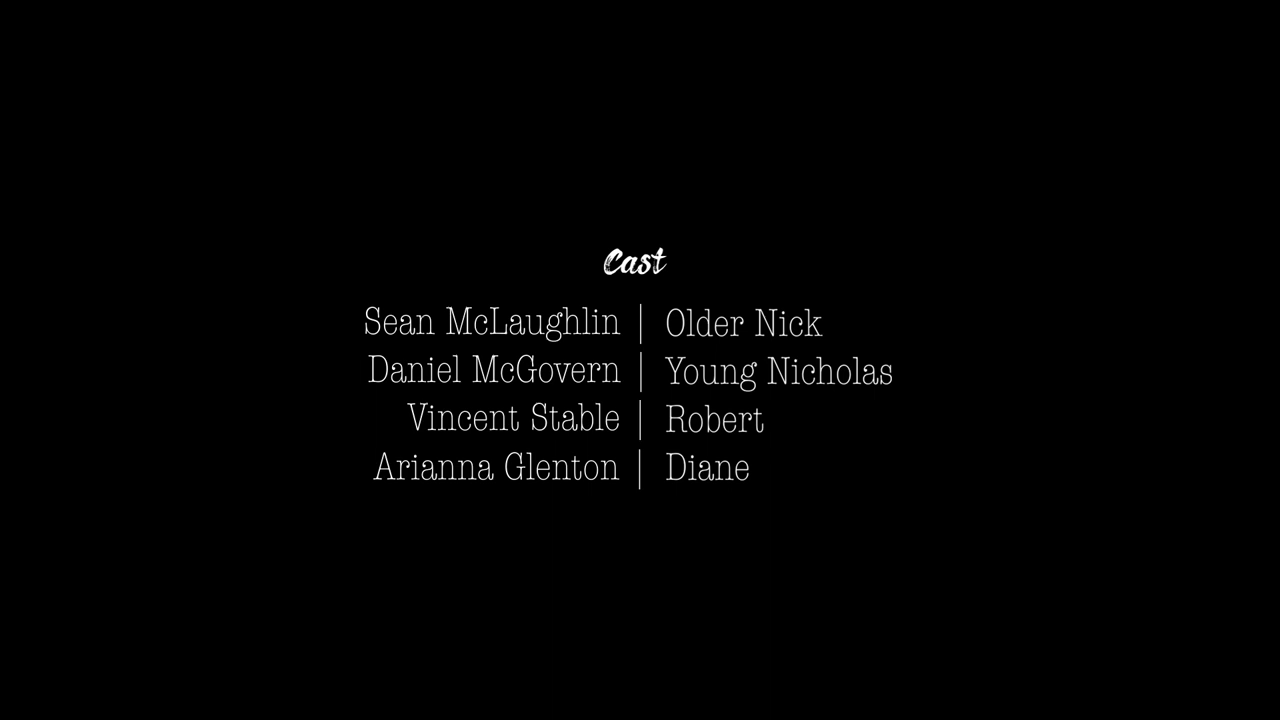 Cast
Sean McLaughlin | Older Nick
Daniel McGovern | Young Nicholas
Vincent Stable | Robert
Arianna Glenton | Diane